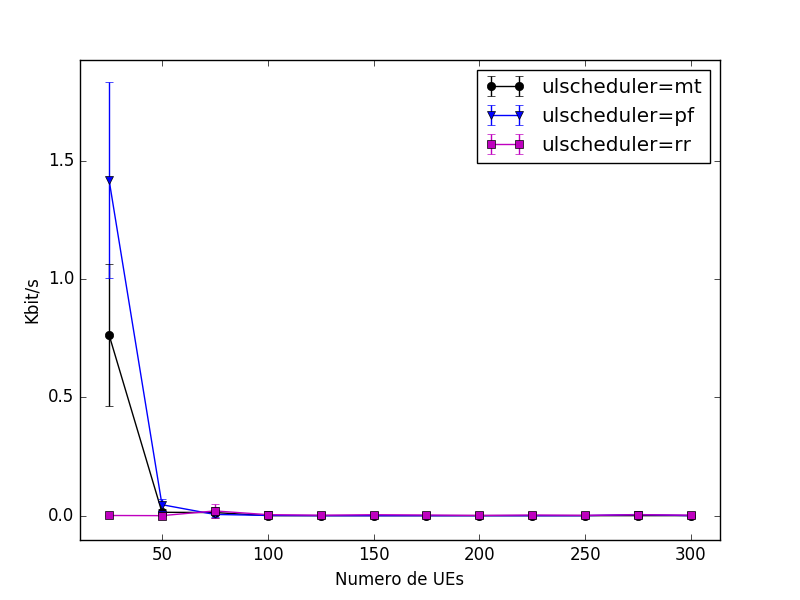 ulscheduler=mt
ulscheduler=pf
ulscheduler=rr
1.5
1.0
0.5
0.0
Kbit/s
50 100 150 200 250 300
Numero de UEs